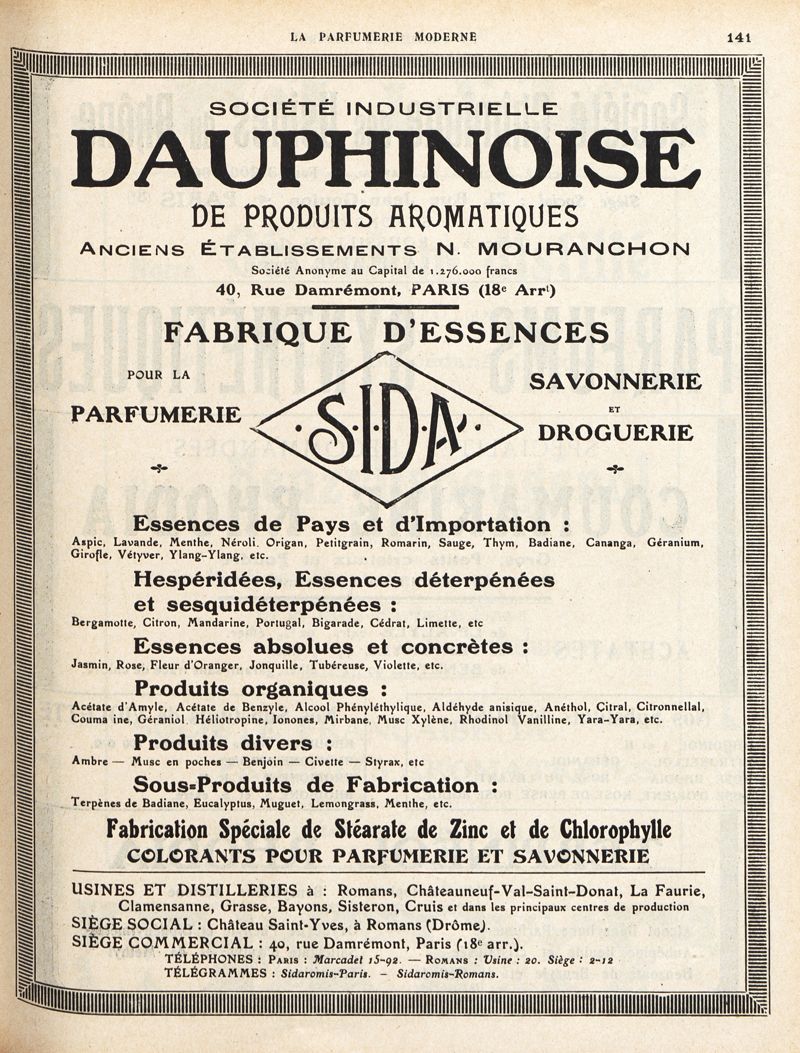 LA PARFUMERIE MODERNE 141
SOCIÉTÉ INDUSTRIELLE
DAUPHINOISE
DE PRODUITS AROMATIQUES
ANCIENS ÉTABLISSEMENTS N. MOURANCHON
Société Anonyme au Capital de 1.276.000 francs
40, Rue Damrémont, PARIS (18e Arrt)
FABRIQUE D'ESSENCES
POUR LA
PARFUMERIE
·S·I·D·A·
SAVONNERIE
ET
DROGUERIE
Essences de Pays et d'Importation :
Aspic, Lavande, Menthe, Néroli, Origan, Petitgrain, Romarin, Sauge, Thym, Badiane, Cananga, Géranium,
Girofle, Vétyver, Ylang-Ylang, etc.
Hespéridées, Essences déterpénées
et sesquidéterpénées :
Bergamotte, Citron, Mandarine, Portugal, Bigarade, Cédrat, Limette, etc
Essences absolues et concrètes :
Jasmin, Rose, Fleur d'Oranger, Jonquille, Tubéreuse, Violette, etc.
Produits organiques :
Acétate d'Amyle, Acétate de Benzyle, Alcool Phényléthylique, Aldéhyde anisique, Anéthol, Citral, Citronnellal,
Couma ine, Géraniol, Héliotropine, Ionones, Mirbane, Musc Xylène, Rhodinol Vanilline, Yara-Yara, etc.
Produits divers :
Ambre — Musc en poches — Benjoin — Civette — Styrax, etc
Sous-Produits de Fabrication :
Terpènes de Badiane, Eucalyptus, Muguet, Lemongrass, Menthe, etc.
Fabrication Spéciale de Stéarate de Zinc et de Chlorophylle
COLORANTS POUR PARFUMERIE ET SAVONNERIE
USINES ET DISTILLERIES à : Romans, Châteauneuf-Val-Saint-Donat, La Faurie,
Clamensanne, Grasse, Bayons, Sisteron, Cruis et dans les principaux centres de production
SIÈGE SOCIAL : Château Saint-Yves, à Romans (Drôme).
SIÈGE COMMERCIAL : 40, rue Damrémont, Paris (18e arr.).
TÉLÉPHONES : PARIS : Marcadet 15-92. — ROMANS : Usine : 20. Siège : 2-12
TÉLÉGRAMMES : Sidaromis-Paris. – Sidaromis-Romans.